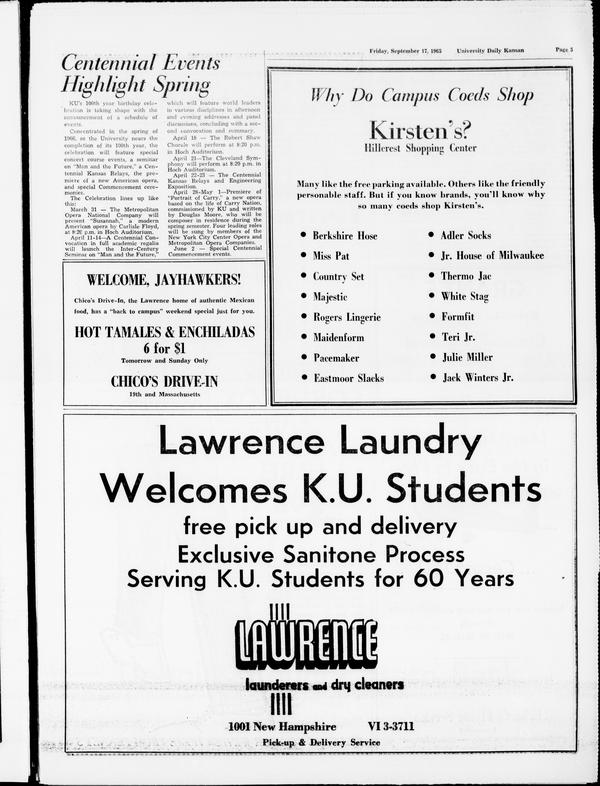 Friday, September 17, 1965 University Daily Kansan Page 5
Centennial Events
Highlight Spring
KU's 100th year birthday cele-
bration is taking shape with the
announcement of a schedule of
events.
Concentrated in the spring of
1966, as the University nears the
completion of its 100th year, the
celebration will feature special
concert course events, a seminar
on "Man and the Future," a Cen-
tennial Kansas Relays, the pre-
miere of a new American opera,
and special Commencement cere-
monies.
The Celebration lines up like
this:
March 31 — The Metropolitan
Opera National Company will
present "Susannah," a modern
American opera by Carlisle Floyd,
at 8:20 p.m. in Hoch Auditorium.
April 11-14—A Centennial Con-
vocation in full academic regalia
will launch the Inter-Century
Seminar on "Man and the Future,"
which will feature world leaders
in various disciplines in afternoon
and evening addresses and panel
discussions, concluding with a sec-
ond convocation and summary.
April 18 — The Robert Shaw
Chorale will perform at 8:20 p.m.
in Hoch Auditorium.
April 21—The Cleveland Sym-
phony will perform at 8:20 p.m. in
Hoch Auditorium.
April 22-23 — The Centennial
Kansas Relays and Engineering
Exposition.
April 28-May 1—Premiere of
"Portrait of Carry," a new opera
based on the life of Carry Nation,
commissioned by KU and written
by Douglas Moore, who will be
composer in residence during the
spring semester. Four leading roles
will be sung by members of the
New York City Center Opera and
Metropolitan Opera Companies.
June 2 — Special Centennial
Commencement events.
WELCOME, JAYHAWKERS!
Chico's Drive-In, the Lawrence home of authentic Mexican
food, has a "back to campus" weekend special just for you.
HOT TAMALES & ENCHILADAS
6 for $1
Tomorrow and Sunday Only
CHICO'S DRIVE-IN
19th and Massachusetts
Why Do Campus Coeds Shop
Kirsten's?
Hillcrest Shopping Center
Many like the free parking available. Others like the friendly
personable staff. But if you know brands, you'll know why
so many coeds shop Kirsten's.
• Berkshire Hose
• Miss Pat
• Country Set
• Majestic
• Rogers Lingerie
• Maidenform
• Pacemaker
• Eastmoor Slacks
• Adler Socks
• Jr. House of Milwaukee
• Thermo Jac
• White Stag
• Formfit
• Teri Jr.
• Julie Miller
• Jack Winters Jr.
Lawrence Laundry
Welcomes K.U. Students
free pick up and delivery
Exclusive Sanitone Process
Serving K.U. Students for 60 Years
LAWRENCE
launderers and dry cleaners
1001 New Hampshire VI 3-3711
Pick-up & Delivery Service